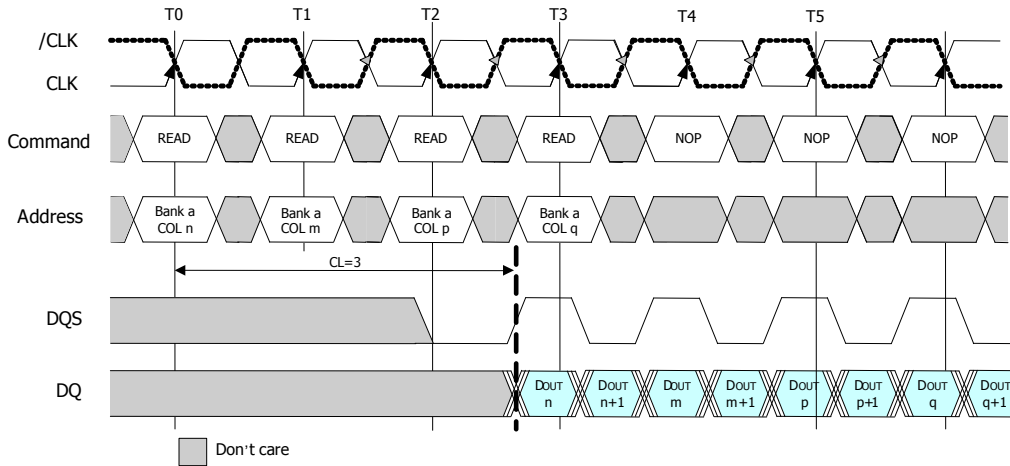 T0 T1 T2 T3 T4 T5
/CLK
CLK
Command READ READ READ READ NOP NOP NOP
Address Bank a Bank a Bank a Bank a
COL n COL m COL p COL q
CL=3
DQS
DQ DOUT DOUT DOUT DOUT DOUT DOUT DOUT DOUT
n n+1 m m+1 p p+1 q q+1
Don't care